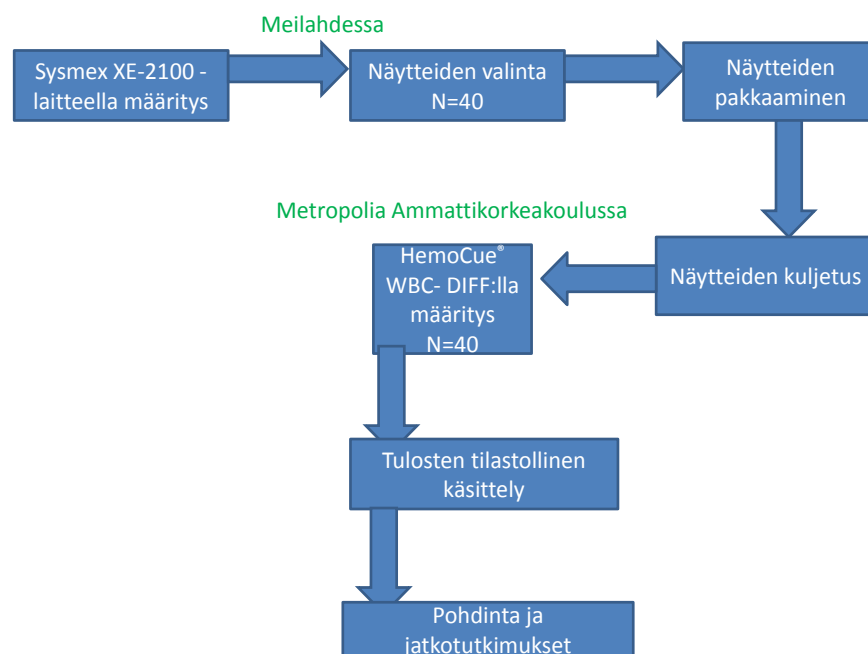 Meilahdessa
Sysmex XE-2100 -
laitteella määritys
Näytteiden valinta
N=40
Näytteiden
pakkaaminen
Näytteiden kuljetus
Metropolia Ammattikorkeakoulussa
HemoCue®
WBC- DIFF:lla
määritys
N=40
Tulosten tilastollinen
käsittely
Pohdinta ja
jatkotutkimukset